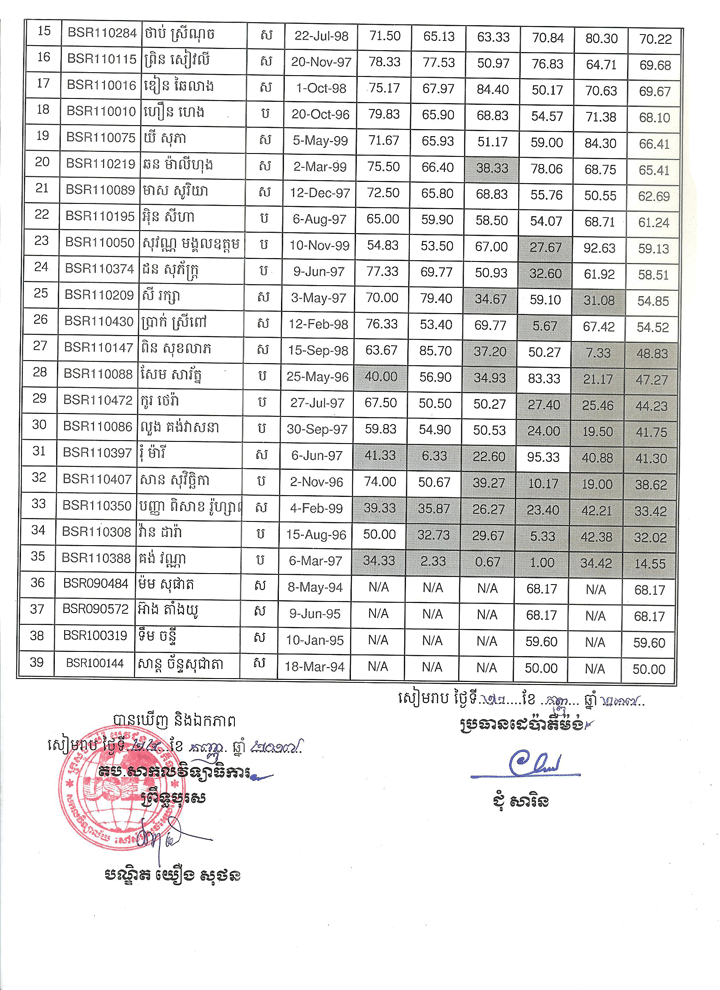 15 BSR110284 ថាប់ ស្រីណុច ស 22-Jul-98 71.50 65.13 63.33 70.84 80.30 70.22
16 BSR110115 ព្រិន សៀវលី ស 20-Nov-97 78.33 77.53 50.97 76.83 64.71 69.68
17 BSR110016 ឌៀន ឆៃលាង ស 1-Oct-98 75.17 67.97 84.40 50.17 70.63 69.67
18 BSR110010 ហឿន ហេង ប 20-Oct-96 79.83 65.90 68.83 54.57 71.38 68.10
19 BSR110075 យី សុភា ស 5-May-99 71.67 65.93 51.17 59.00 84.30 66.41
20 BSR110219 ឆន ម៉ាលីហុង ស 2-Mar-99 75.50 66.40 38.33 78.06 68.75 65.41
21 BSR110089 មាស សូរិយា ស 12-Dec-97 72.50 65.80 68.83 55.76 50.55 62.69
22 BSR110195 អ៊ិន សីហា ប 6-Aug-97 65.00 59.90 58.50 54.07 68.71 61.24
23 BSR110050 សុវណ្ណ មង្គលឧត្តម ប 10-Nov-99 54.83 53.50 67.00 27.67 92.63 59.13
24 BSR110374 ដន សុភ័ក្ត្រ ប 9-Jun-97 77.33 69.77 50.93 32.60 61.92 58.51
25 BSR110209 សី រក្សា ស 3-May-97 70.00 79.40 34.67 59.10 31.08 54.85
26 BSR110430 ប្រាក់ ស្រីពៅ ស 12-Feb-98 76.33 53.40 69.77 5.67 67.42 54.52
27 BSR110147 ពិន សុខលាភ ស 15-Sep-98 63.67 85.70 37.20 50.27 7.33 48.83
28 BSR110088 សែម សារ័ត្ន ប 25-May-96 40.00 56.90 34.93 83.33 21.17 47.27
29 BSR110472 កូរ ថេរ៉ា ប 27-Jul-97 67.50 50.50 50.27 27.40 25.46 44.23
30 BSR110086 លួង គង់វាសនា ប 30-Sep-97 59.83 54.90 50.53 24.00 19.50 41.75
31 BSR110397 រុំ ម៉ារី ស 6-Jun-97 41.33 6.33 22.60 95.33 40.88 41.30
32 BSR110407 សាន សុវិច្ឆិកា ប 2-Nov-96 74.00 50.67 39.27 10.17 19.00 38.62
33 BSR110350 បញ្ញា ពិសាខ ស 4-Feb-99 39.33 35.87 26.27 23.40 42.21 33.42
34 BSR110308 វ៉ាន ដារ៉ា ប 15-Aug-96 50.00 32.73 29.67 5.33 42.38 32.02
35 BSR110388 គង់ វណ្ណា ប 6-Mar-97 34.33 2.33 0.67 1.00 34.42 14.55
36 BSR090484 ម៉ម សុផាត ស 8-May-94 N/A N/A N/A 68.17 N/A 68.17
37 BSR090572 អ៊ាង តាំងយូ ស 9-Jun-95 N/A N/A N/A 68.17 N/A 68.17
38 BSR100319 ទឹម ចន្ធី ស 10-Jan-95 N/A N/A N/A 59.60 N/A 59.60
39 BSR100144 សាន្ត ច័ន្ទសុជាតា ស 18-Mar-94 N/A N/A N/A 50.00 N/A 50.00
សៀមរាប ថ្ងៃទី ខែ កញ្ញា ឆ្នាំ ២០១៧
ប្រធានដេប៉ាតឺម៉ង់
ជុំ សារិន
បានឃើញ និងឯកភាព
សៀមរាប ថ្ងៃទី ខែ កញ្ញា ឆ្នាំ ២០១៧
តប.សាកលវិទ្យាធិការ
ព្រឹទ្ធបុរស
បណ្ឌិត យឿង សុថន